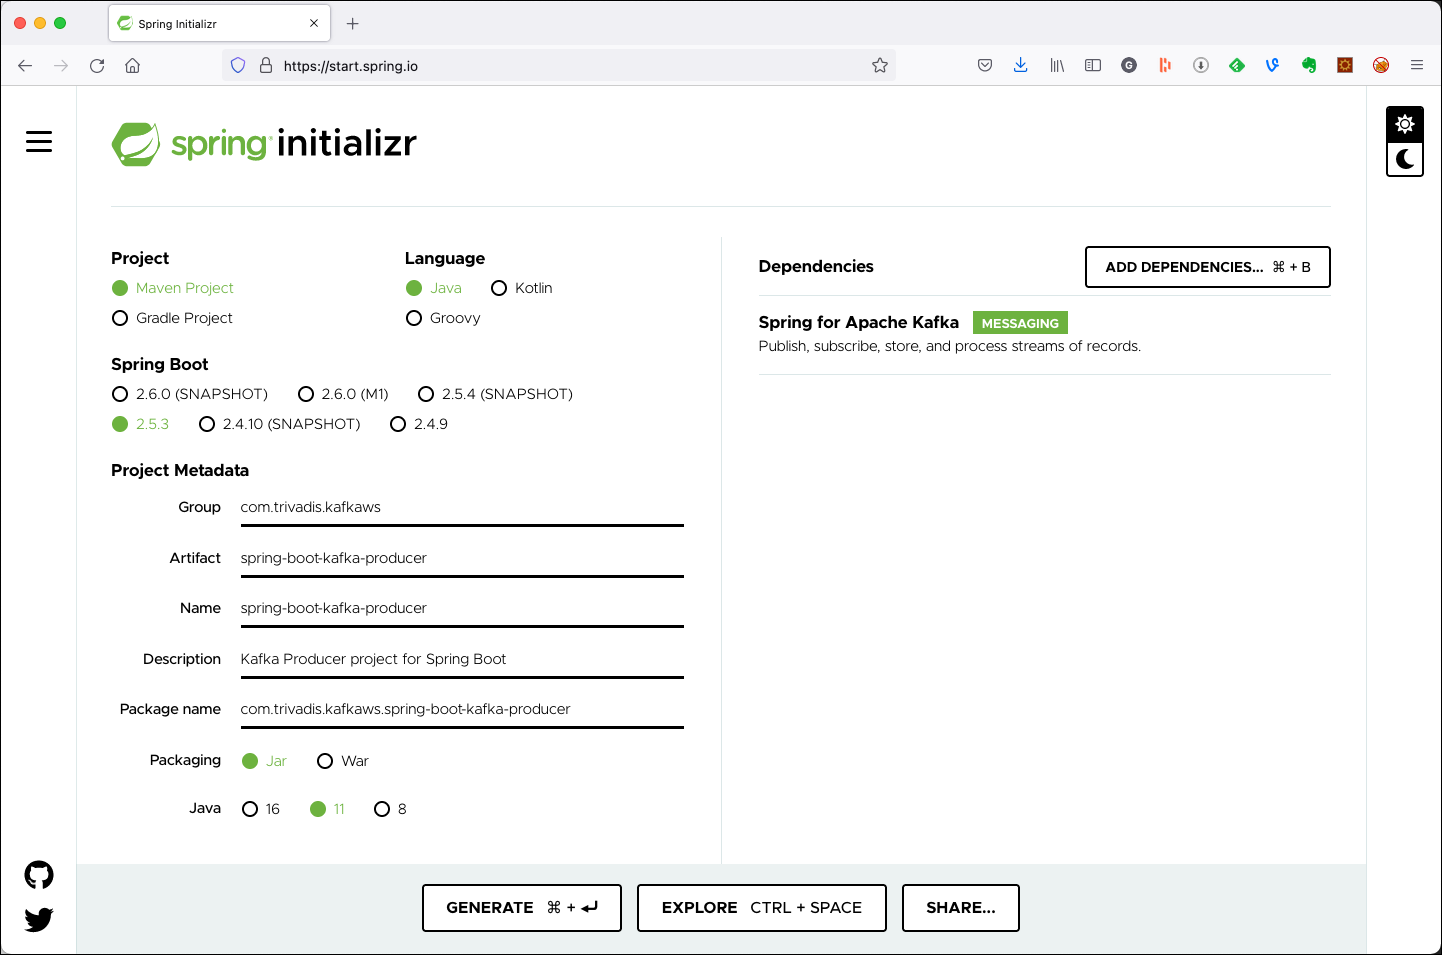 Spring Initializr
https://start.spring.io
G
spring initializr
Project
Maven Project
Gradle Project
Language
Java Kotlin
Groovy
Spring Boot
2.6.0 (SNAPSHOT) 2.6.0 (M1) 2.5.4 (SNAPSHOT)
2.5.3 2.4.10 (SNAPSHOT) 2.4.9
Project Metadata
Group com.trivadis.kafkaws
Artifact spring-boot-kafka-producer
Name spring-boot-kafka-producer
Description Kafka Producer project for Spring Boot
Package name com.trivadis.kafkaws.spring-boot-kafka-producer
Packaging Jar War
Java 16 11 8
Dependencies
ADD DEPENDENCIES... ⌘ + B
Spring for Apache Kafka MESSAGING
Publish, subscribe, store, and process streams of records.
GENERATE ⌘ + ⏎
EXPLORE CTRL + SPACE
SHARE...